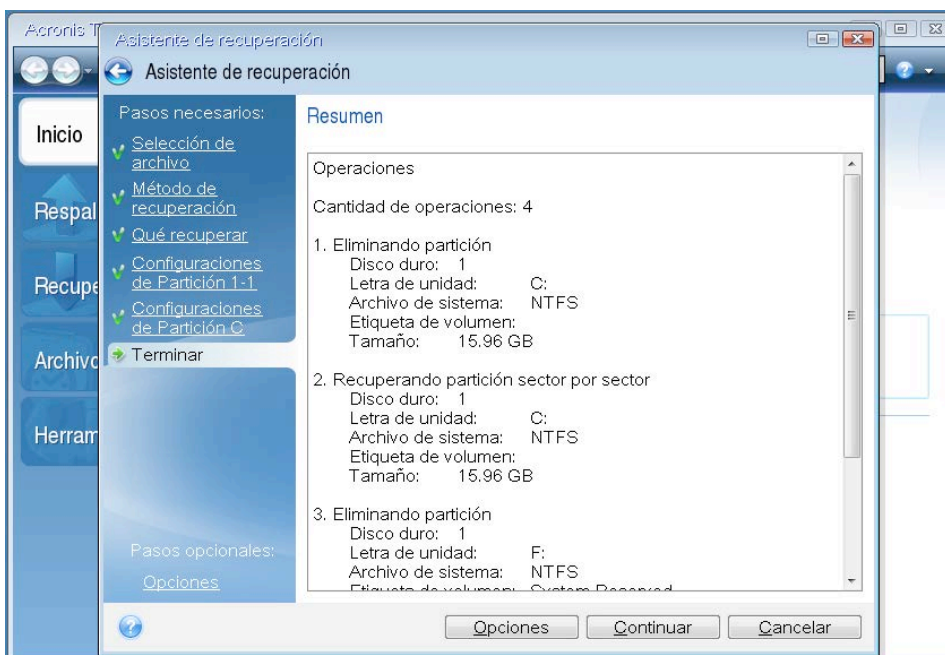 Acronis T
Asistente de recuperación
Asistente de recuperación
Inicio
Respal
Recupe
Archivo
Herram
Pasos necesarios:
Selección de
archivo
Método de
recuperación
Qué recuperar
Configuraciones
de Partición 1-1
Configuraciones
de Partición C
Terminar
Pasos opcionales:
Opciones
Resumen
Operaciones
Cantidad de operaciones: 4
1. Eliminando partición
Disco duro: 1
Letra de unidad: C:
Archivo de sistema: NTFS
Etiqueta de volumen:
Tamaño: 15.96 GB
2. Recuperando partición sector por sector
Disco duro: 1
Letra de unidad: C:
Archivo de sistema: NTFS
Etiqueta de volumen:
Tamaño: 15.96 GB
3. Eliminando partición
Disco duro: 1
Letra de unidad: F:
Archivo de sistema: NTFS
Etiqueta de volumen: System Reserved
Opciones
Continuar
Cancelar